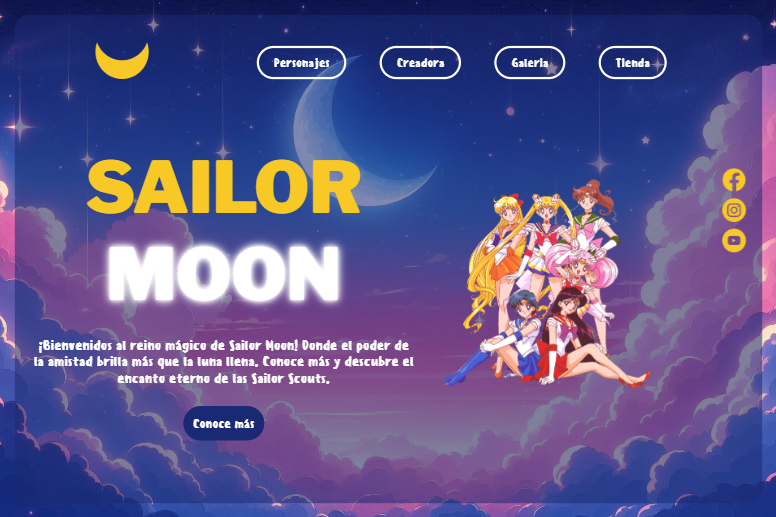 Personajes
Creadora
Galeria
Tienda
SAILOR
MOON
¡Bienvenidos al reino mágico de Sailor Moon! Donde el poder de
la amistad brilla más que la luna llena. Conoce más y descubre el
encanto eterno de las Sailor Scouts.
Conoce más